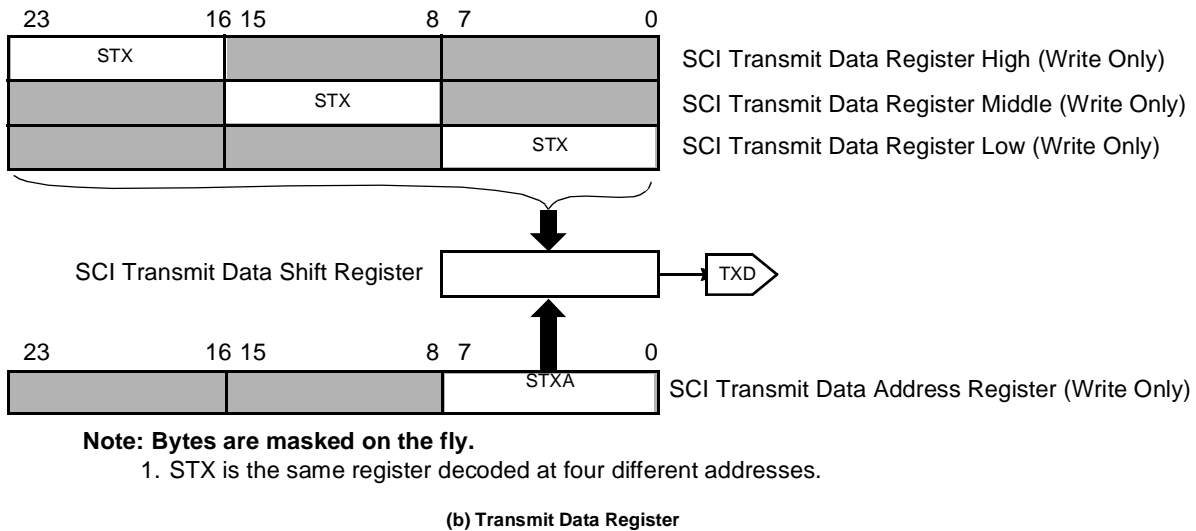 23 16 15 8 7 0
STX SCI Transmit Data Register High (Write Only)
STX SCI Transmit Data Register Middle (Write Only)
STX SCI Transmit Data Register Low (Write Only)
SCI Transmit Data Shift Register TXD
23 16 15 8 7 0
STXA SCI Transmit Data Address Register (Write Only)
Note: Bytes are masked on the fly.
1. STX is the same register decoded at four different addresses.
(b) Transmit Data Register